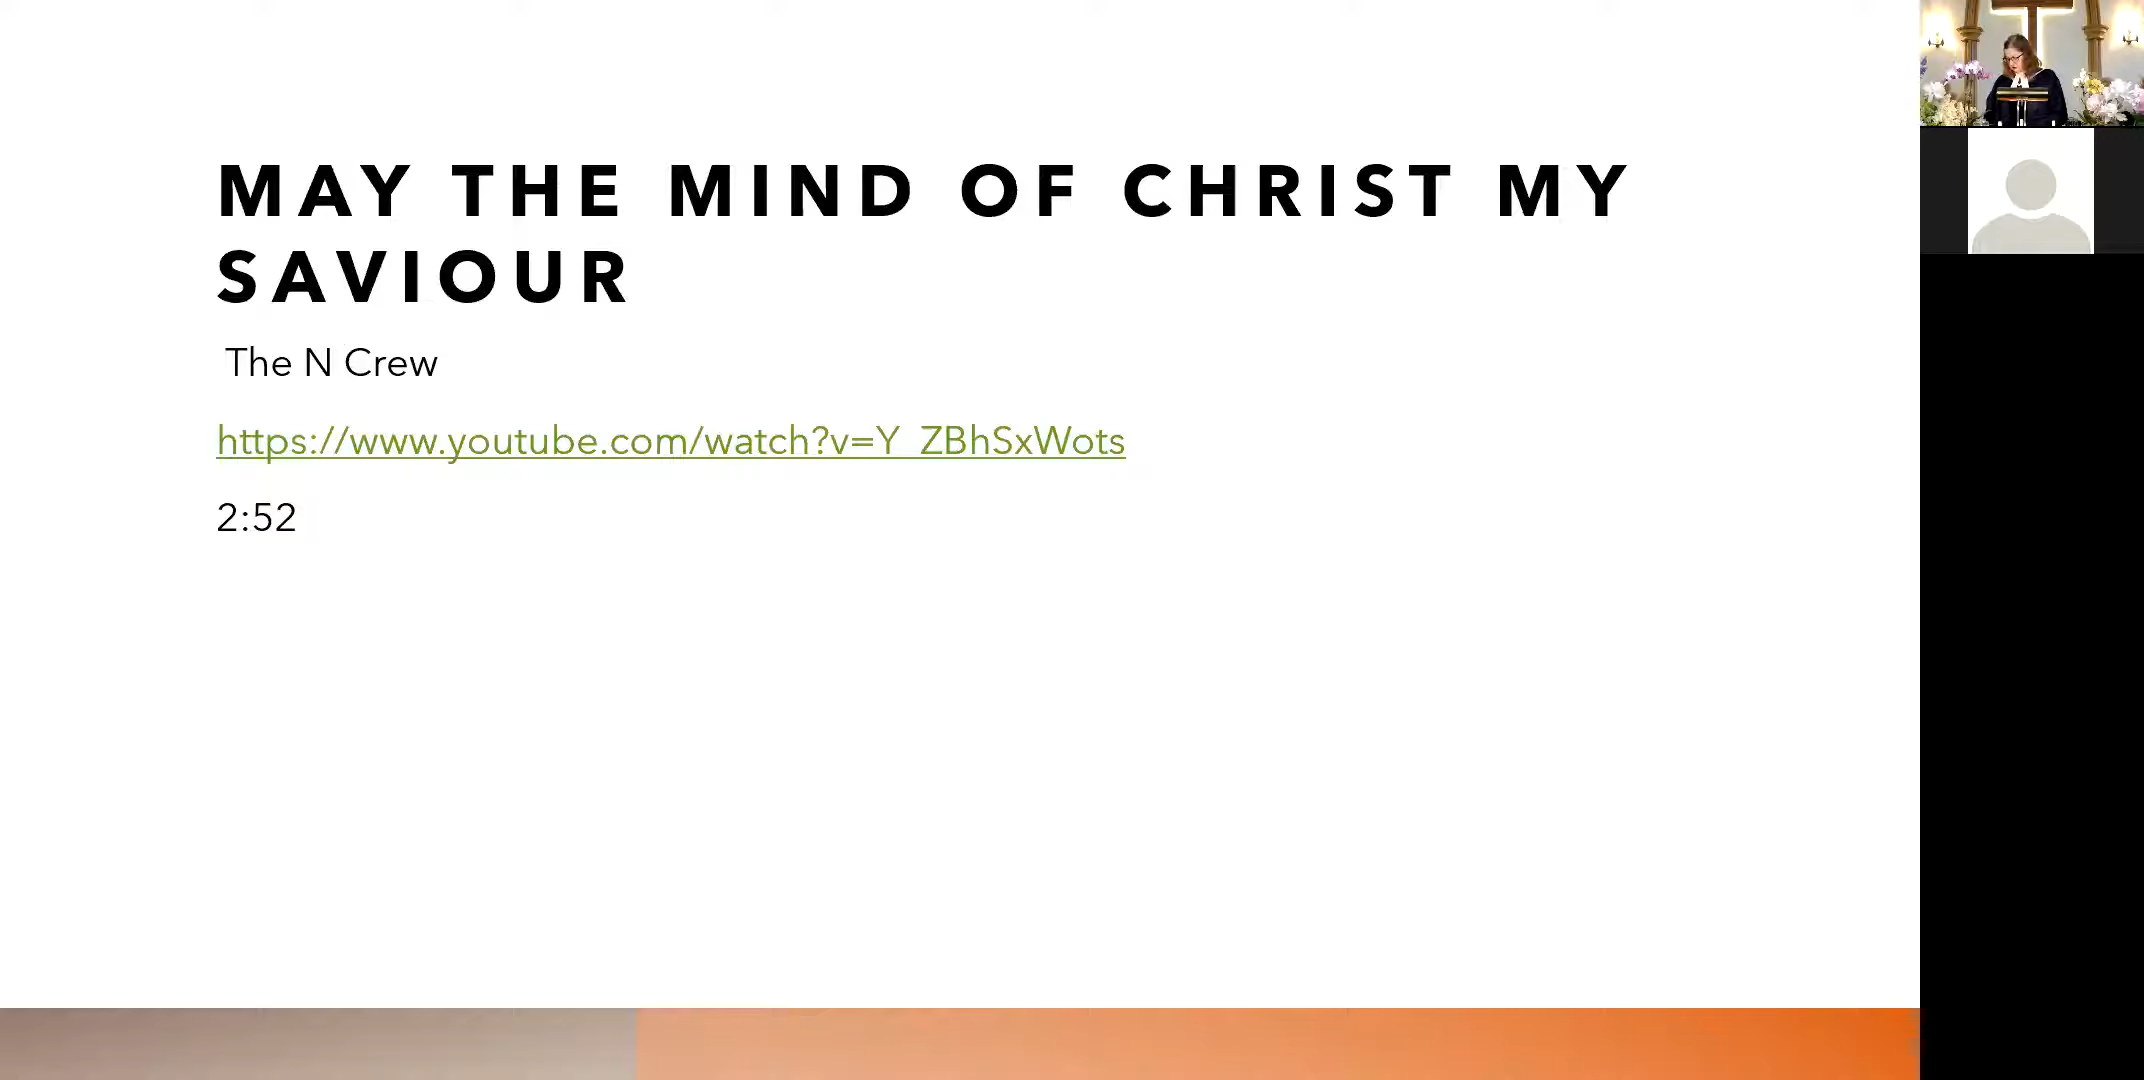 MAY THE MIND OF CHRIST MY
SAVIOUR
The N Crew
https://www.youtube.com/watch?v=Y_ZBhSxWots
2:52